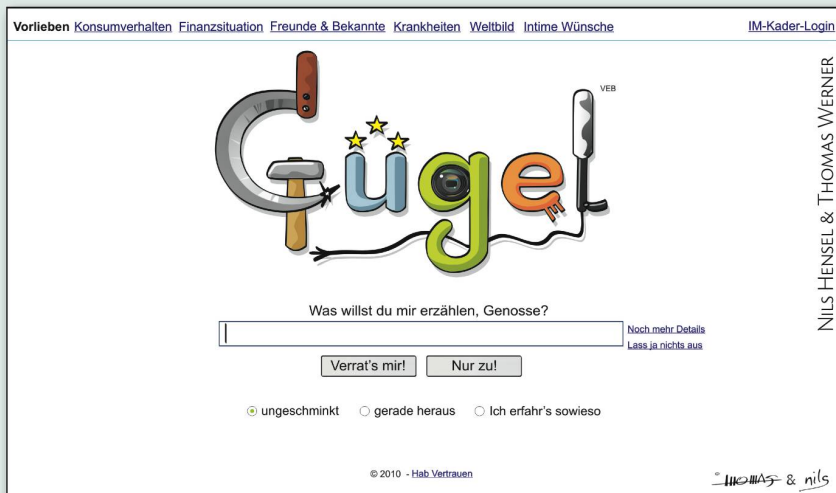 Vorlieben Konsumverhalten Finanzsituation Freunde & Bekannte Krankheiten Weltbild Intime Wünsche IM-Kader-Login
VEB
Gügel
Was willst du mir erzählen, Genosse?
Noch mehr Details
Lass ja nichts aus
Verrat's mir! Nur zu!
ungeschminkt gerade heraus Ich erfahr's sowieso
© 2010 - Hab Vertrauen
THOMAS & nils
NILS HENSEL & THOMAS WERNER